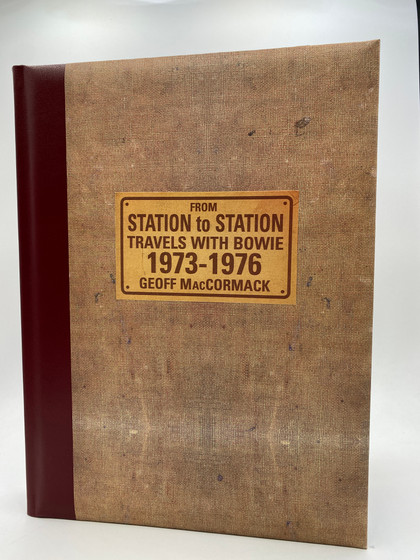 FROM
STATION to STATION
TRAVELS WITH BOWIE
1973-1976
GEOFF MACCORMACK